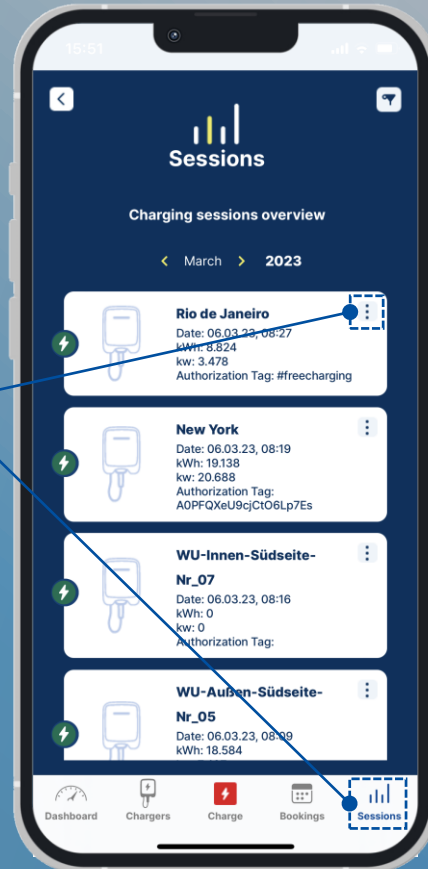 15:51
Sessions
Charging sessions overview
< March > 2023
Rio de Janeiro
Date: 06.03.23, 08:27
kWh: 8.824
kw: 3.478
Authorization Tag: #freecharging
New York
Date: 06.03.23, 08:19
kWh: 19.138
kw: 20.688
Authorization Tag:
A0PFQXeU9cjCtO6Lp7Es
WU-Innen-Südseite-
Nr_07
Date: 06.03.23, 08:16
kWh: 0
kw: 0
Authorization Tag:
WU-Außen-Südseite-
Nr_05
Date: 06.03.23, 08:09
kWh: 18.584
Dashboard Chargers Charge Bookings Sessions